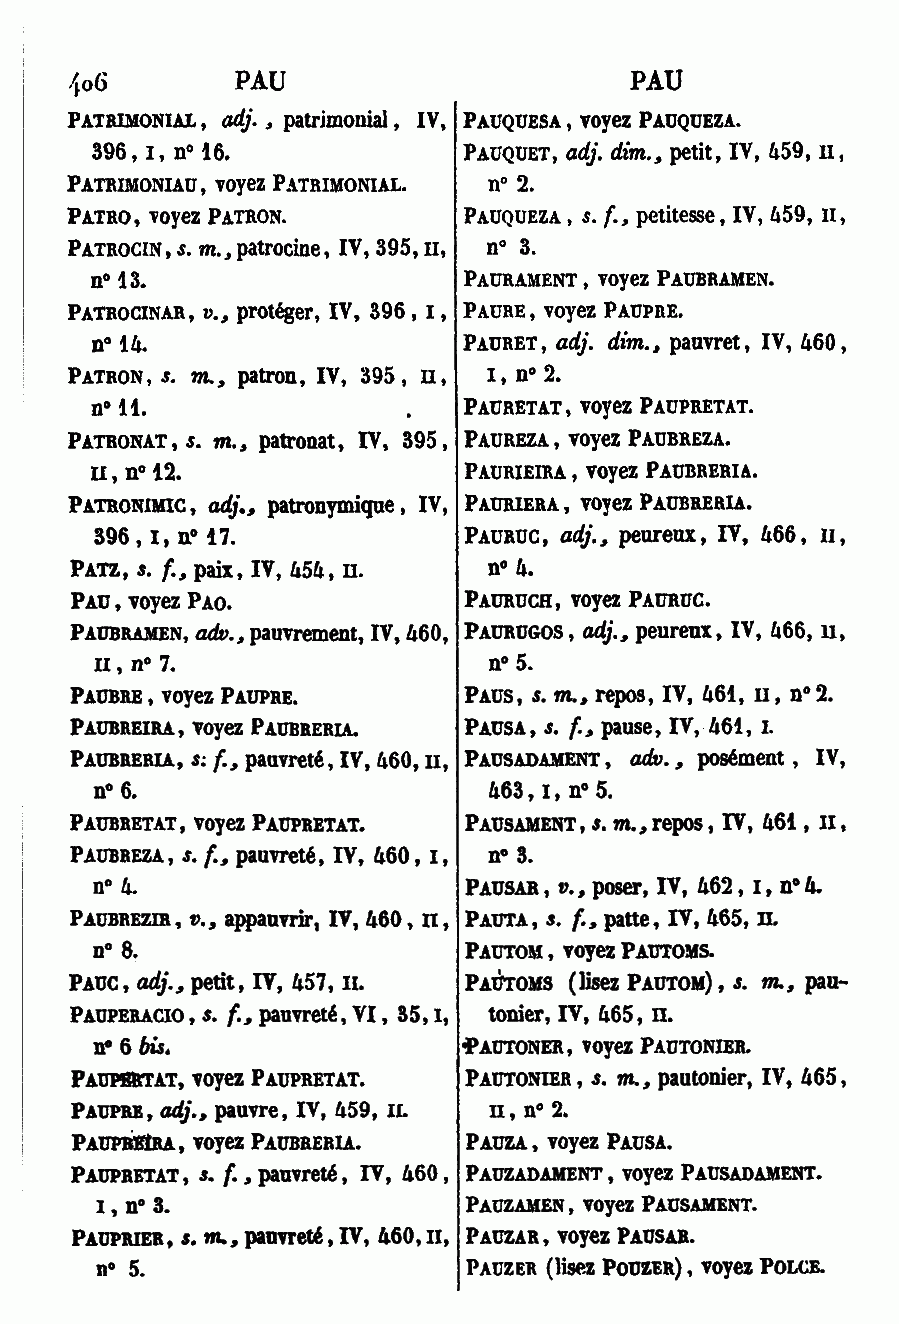 406 PAU PAU
PATRIMONIAL, adj., patrimonial, IV,
396, I, n° 16.
PATRIMONIAU, voyez PATRIMONIAL.
PATRO, voyez PATRON.
PATROCIN, s. m., patrocine, IV, 395, II,
n° 13.
PATROCINAR, v., protéger, IV, 396, I,
n° 14.
PATRON, s. m., patron, IV, 395, II,
n° 11.
PATRONAT, s. m., patronat, IV, 395,
II, n° 12.
PATRONIMIC, adj., patronymique, IV,
396, I, n° 17.
PATZ, s. f., paix, IV, 454, II.
PAU, voyez PAO.
PAUBRAMEN, adv., pauvrement, IV, 460,
II, n° 7.
PAUBRE, voyez PAUPRE.
PAUBREIRA, voyez PAUBRERIA.
PAUBRERIA, s. f., pauvreté, IV, 460, II,
n° 6.
PAUBRETAT, voyez PAUPRETAT.
PAUBREZA, s. f., pauvreté, IV, 460, I,
n° 4.
PAUBREZIR, v., appauvrir, IV, 460, II,
n° 8.
PAUC, adj., petit, IV, 457, II.
PAUPERACIO, s. f., pauvreté, VI, 35, I,
n° 6 bis.
PAUPERTAT, voyez PAUPRETAT.
PAUPRE, adj., pauvre, IV, 459, II.
PAUPREIRA, voyez PAUBRERIA.
PAUPRETAT, s. f., pauvreté, IV, 460,
I, n° 3.
PAUPRIER, s. m., pauvreté, IV, 460, II,
n° 5.
PAUQUESA, voyez PAUQUEZA.
PAUQUET, adj. dim., petit, IV, 459, II,
n° 2.
PAUQUEZA, s. f., petitesse, IV, 459, II,
n° 3.
PAURAMENT, voyez PAUBRAMEN.
PAURE, voyez PAUPRE.
PAURET, adj. dim., pauvret, IV, 460,
I, n° 2.
PAURETAT, voyez PAUPRETAT.
PAUREZA, voyez PAUBREZA.
PAURIEIRA, voyez PAUBRERIA.
PAURIERA, voyez PAUBRERIA.
PAURUC, adj., peureux, IV, 466, II,
n° 4.
PAURUCH, voyez PAURUC.
PAURUGOS, adj., peureux, IV, 466, II,
n° 5.
PAUS, s. m., repos, IV, 461, II, n° 2.
PAUSA, s. f., pause, IV, 461, I.
PAUSADAMENT, adv., posément, IV,
463, I, n° 5.
PAUSAMENT, s. m., repos, IV, 461, II,
n° 3.
PAUSAR, v., poser, IV, 462, I, n° 4.
PAUTA, s. f., patte, IV, 465, II.
PAUTOM, voyez PAUTOMS.
PAUTOMS (lisez PAUTOM), s. m., pau-
tonier, IV, 465, II.
PAUTONER, voyez PAUTONIER.
PAUTONIER, s. m., pautonier, IV, 465,
II, n° 2.
PAUZA, voyez PAUSA.
PAUZADAMENT, voyez PAUSADAMENT.
PAUZAMEN, voyez PAUSAMENT.
PAUZAR, voyez PAUSAR.
PAUZER (lisez POUZER), voyez POLCE.